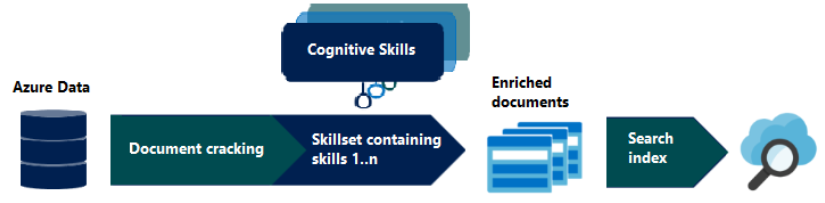 Cognitive Skills
Azure Data
Enriched
documents
Document cracking
Skillset containing
skills 1..n
Search
index